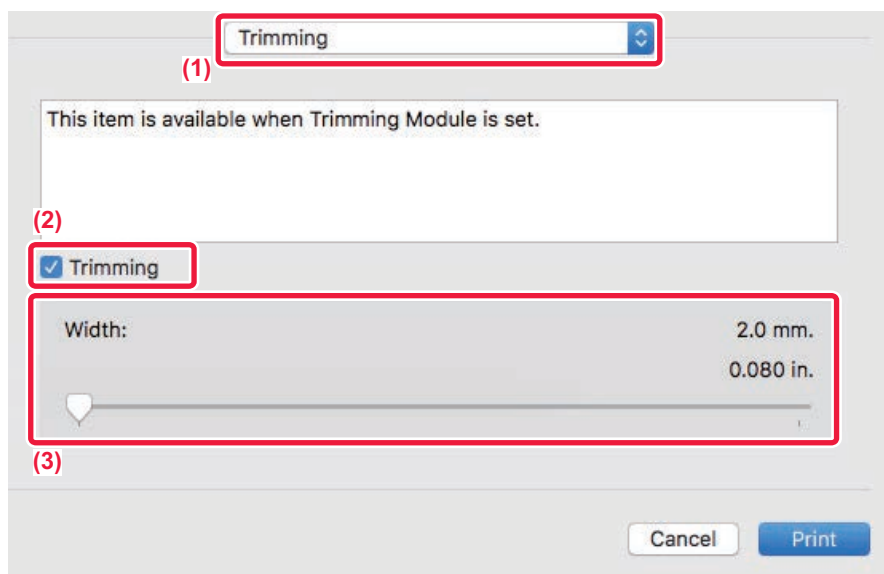 Trimming
(1)
This item is available when Trimming Module is set.
(2)
Trimming
Width:
2.0 mm.
0.080 in.
(3)
Cancel
Print